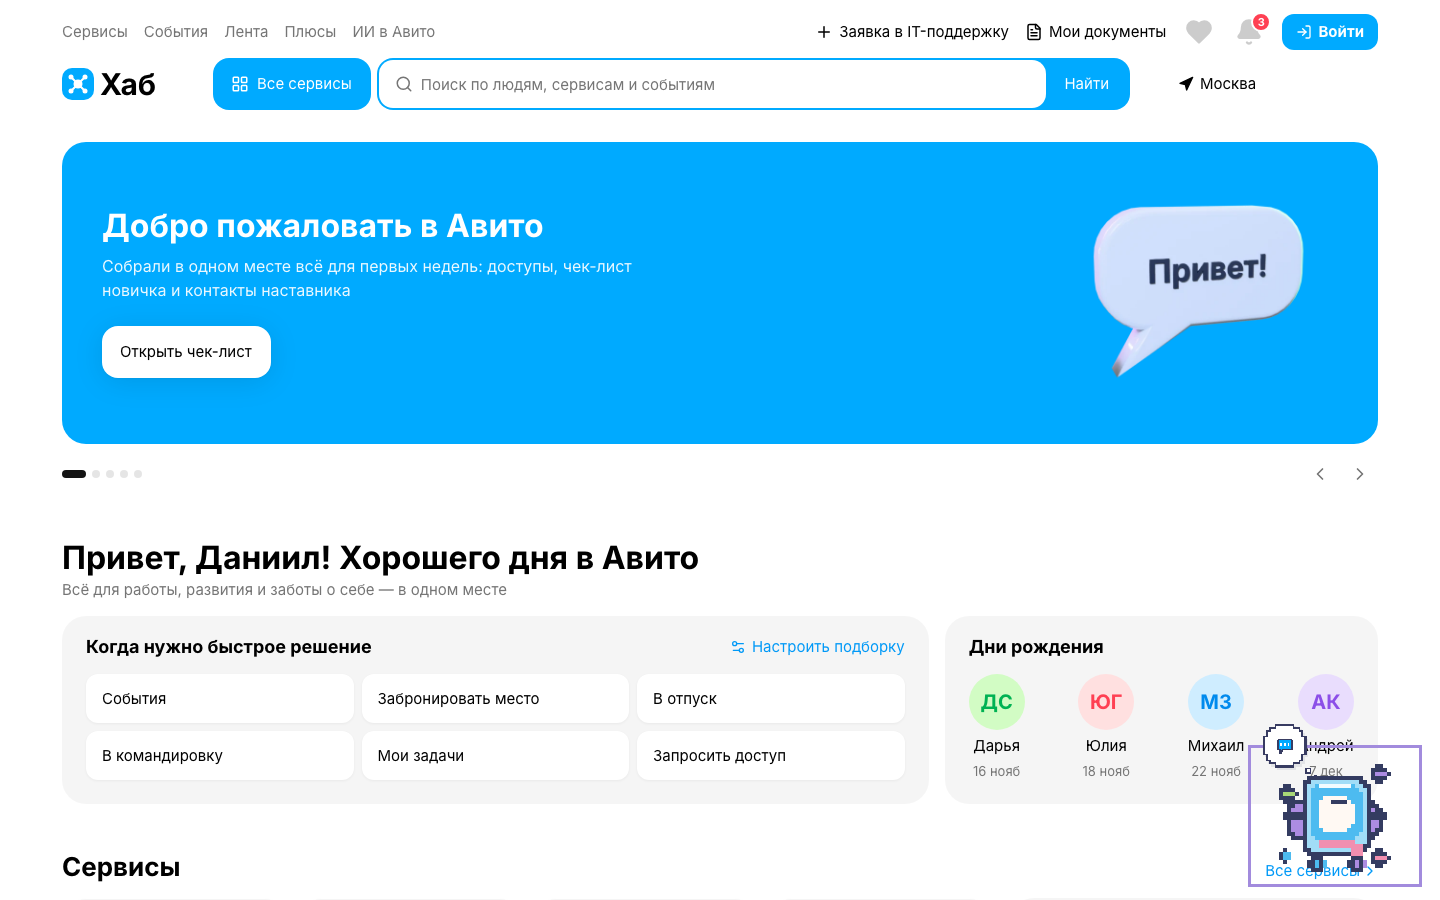 Сервисы События Лента Плюсы ИИ в Авито Заявка в IT-поддержку Мои документы 3 Войти
Хаб Все сервисы Поиск по людям, сервисам и событиям Найти Москва
Добро пожаловать в Авито
Собрали в одном месте всё для первых недель: доступы, чек-лист
новичка и контакты наставника
Открыть чек-лист
Привет!
Привет, Даниил! Хорошего дня в Авито
Всё для работы, развития и заботы о себе — в одном месте
Когда нужно быстрое решение Настроить подборку
События Забронировать место В отпуск
В командировку Мои задачи Запросить доступ
Дни рождения
ДС ЮГ МЗ АК
Дарья Юлия Михаил
16 нояб 18 нояб 22 нояб 7 дек
Сервисы
Все сервисы